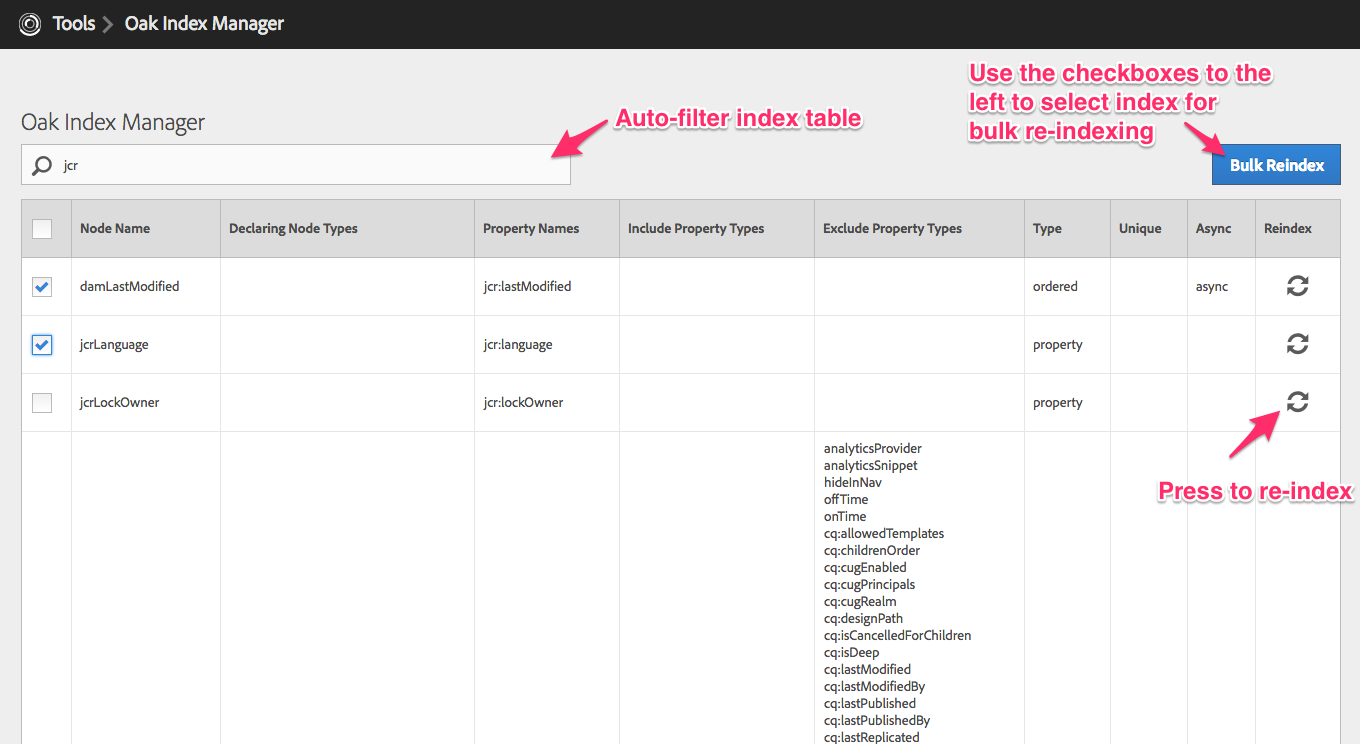 Tools > Oak Index Manager
Use the checkboxes to the
left to select index for
bulk re-indexing
Auto-filter index table
Oak Index Manager
jcr
Bulk Reindex
Node Name Declaring Node Types Property Names Include Property Types Exclude Property Types Type Unique Async Reindex
damLastModified jcr:lastModified ordered async
jcrLanguage jcr:language property
jcrLockOwner jcr:lockOwner property
Press to re-index
analyticsProvider
analyticsSnippet
hideInNav
offTime
onTime
cq:allowedTemplates
cq:childrenOrder
cq:cugEnabled
cq:cugPrincipals
cq:cugRealm
cq:designPath
cq:isCancelledForChildren
cq:isDeep
cq:lastModified
cq:lastModifiedBy
cq:lastPublished
cq:lastPublishedBy
cq:lastReplicated